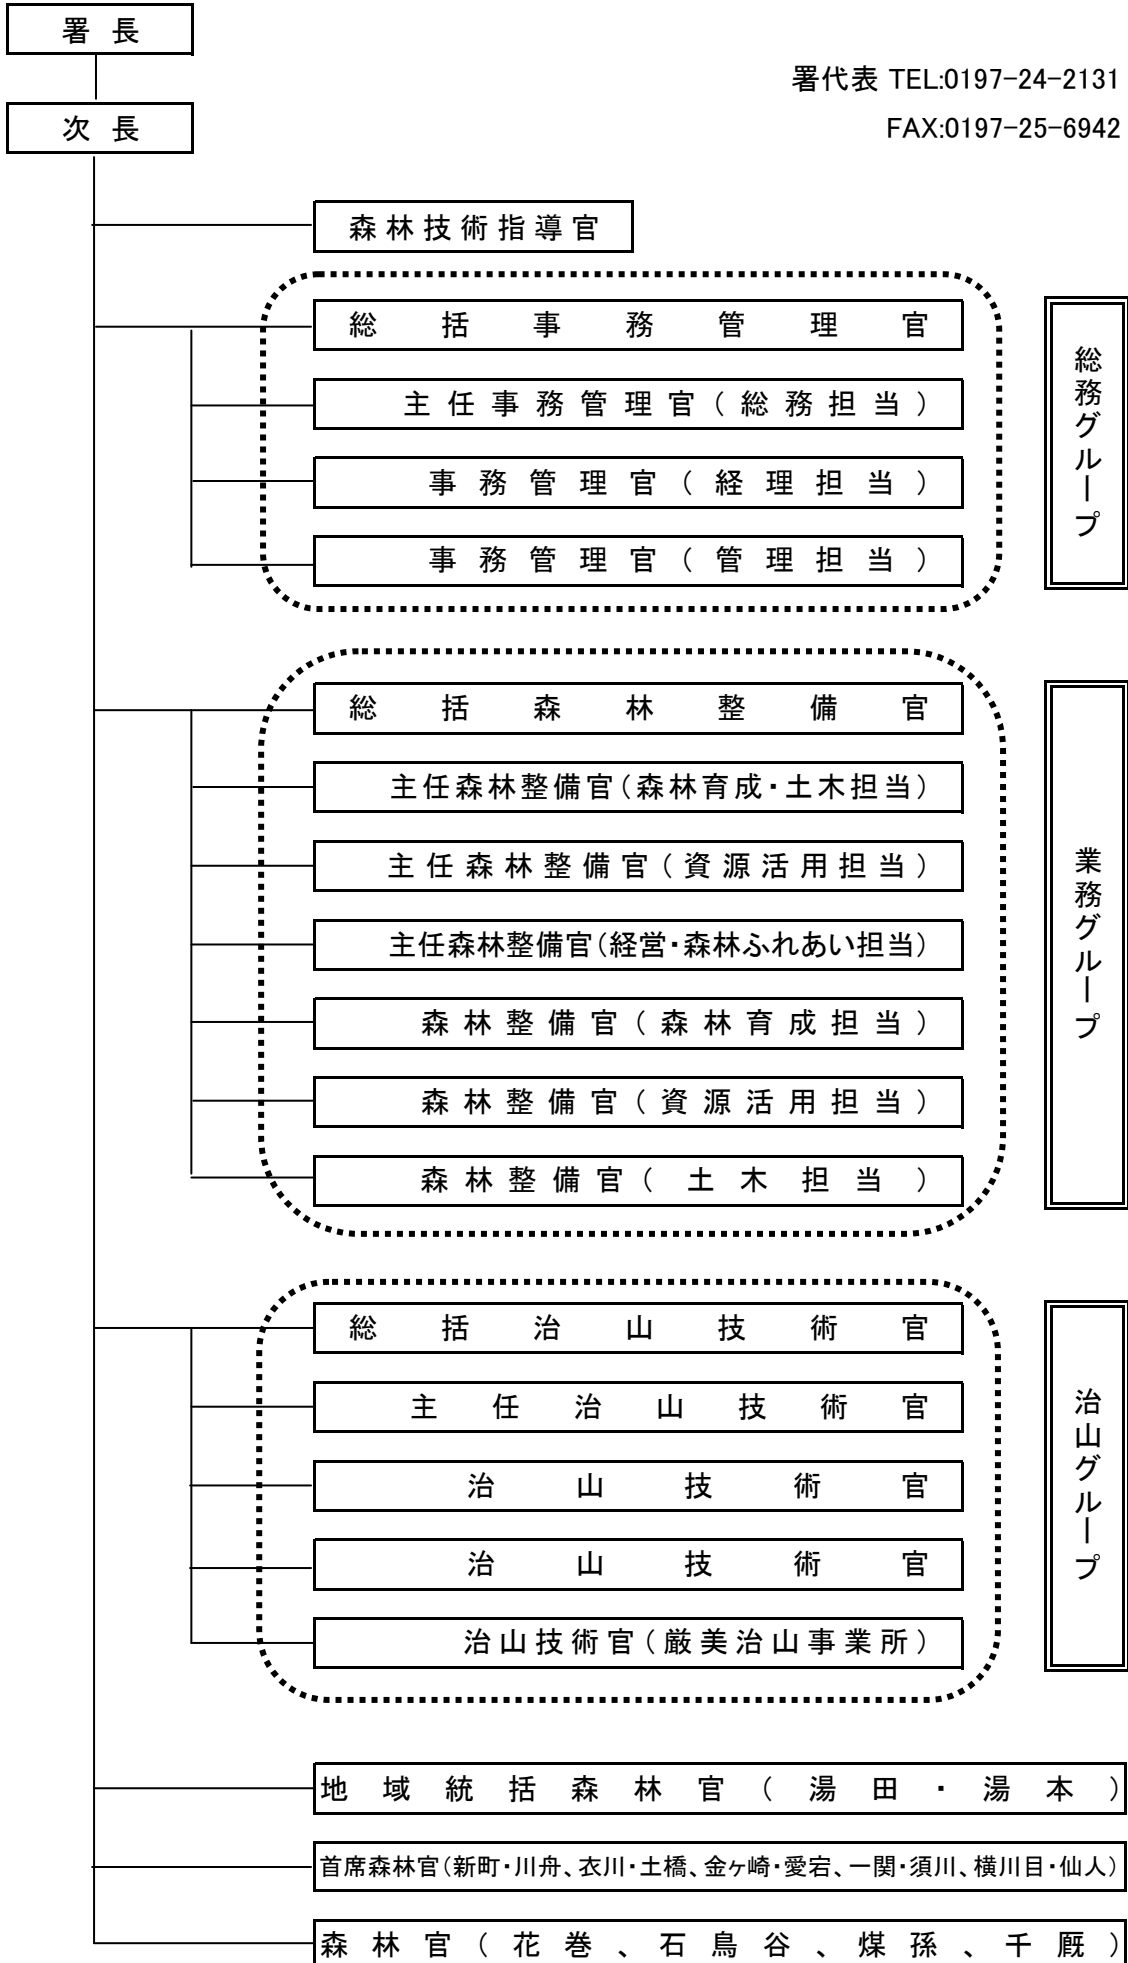 署長
署代表 TEL:0197-24-2131
次長
FAX:0197-25-6942
森林技術指導官
総括事務管理官
主任事務管理官(総務担当)
事務管理官(経理担当)
事務管理官(管理担当)
総務グループ
総括森林整備官
主任森林整備官(森林育成・土木担当)
主任森林整備官(資源活用担当)
主任森林整備官(経営・森林ふれあい担当)
森林整備官(森林育成担当)
森林整備官(資源活用担当)
森林整備官(土木担当)
業務グループ
総括治山技術官
主任治山技術官
治山技術官
治山技術官
治山技術官(厳美治山事業所)
治山グループ
地域統括森林官(湯田・湯本)
首席森林官(新町・川舟、衣川・土橋、金ヶ崎・愛宕、一関・須川、横川目・仙人)
森林官(花巻、石鳥谷、煤孫、千厩)